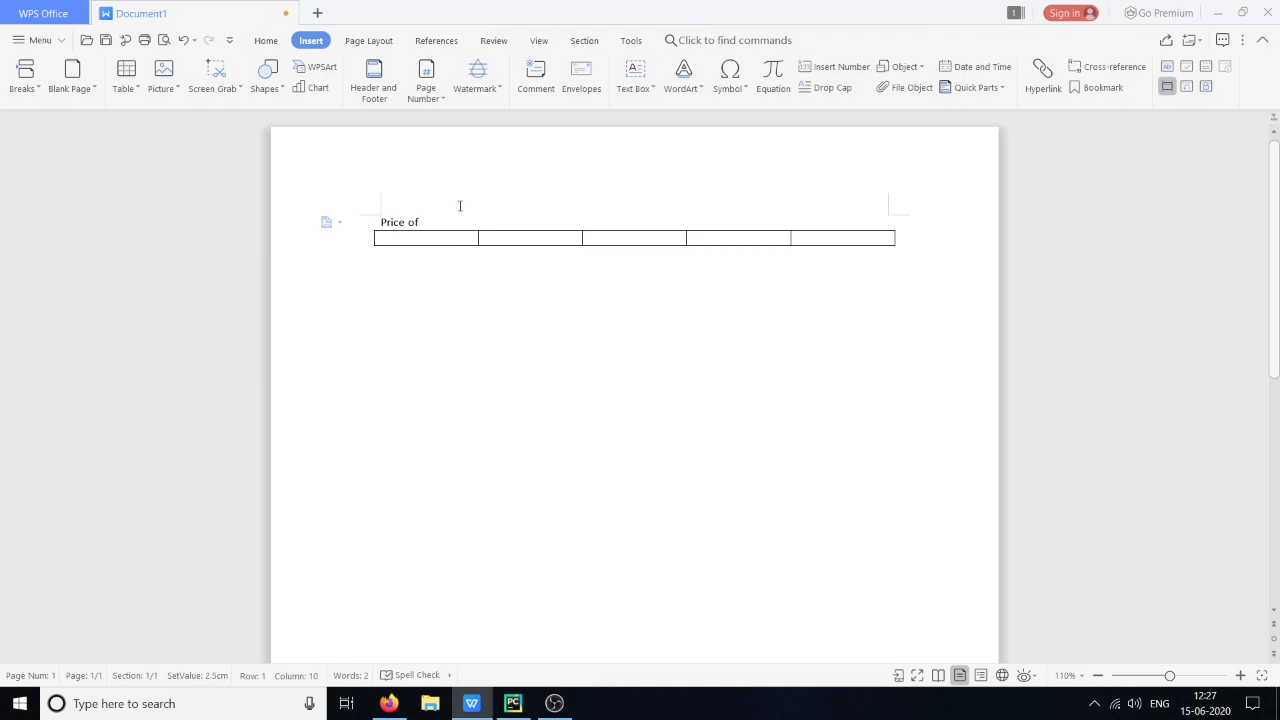 WPS Office
Document1
1
Sign in
Go Premium
Menu
Home
Insert
Page Layout
References
Review
View
Section
Tools
Click to find commands
Breaks
Blank Page
Table
Picture
Screen Grab
Shapes
WPSArt
Chart
Header and Footer
Page Number
Watermark
Comment
Envelopes
Text Box
WordArt
Symbol
Equation
Insert Number
Drop Cap
Object
File Object
Date and Time
Quick Parts
Hyperlink
Cross-reference
Bookmark
Price of
Page Num: 1
Page: 1/1
Section: 1/1
SetValue: 2.5cm
Row: 1
Column: 10
Words: 2
Spell Check
110%
Type here to search
ENG
12:27
15-06-2020